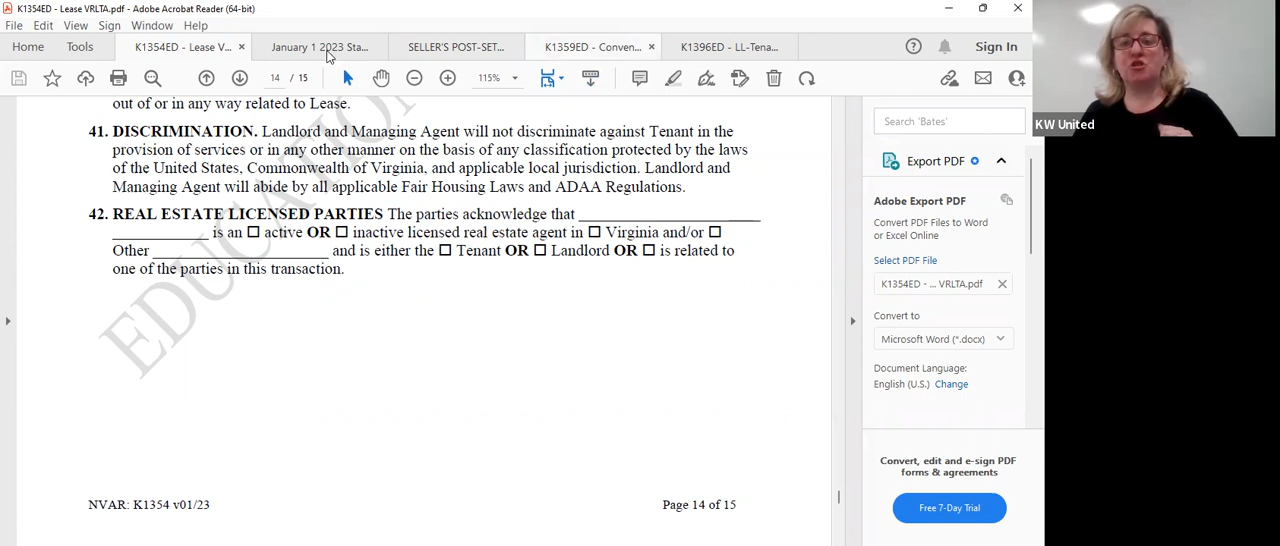 K1354ED - Lease VRLTA.pdf - Adobe Acrobat Reader (64-bit)
File Edit View Sign Window Help
Home Tools K1354ED - Lease V... × January 1 2023 Sta... SELLER'S POST-SET... K1359ED - Conven... × K1396ED - LL-Tena... Sign In
14 / 15 115%
out of or in any way related to Lease.
41. DISCRIMINATION. Landlord and Managing Agent will not discriminate against Tenant in the
provision of services or in any other manner on the basis of any classification protected by the laws
of the United States, Commonwealth of Virginia, and applicable local jurisdiction. Landlord and
Managing Agent will abide by all applicable Fair Housing Laws and ADAA Regulations.
42. REAL ESTATE LICENSED PARTIES The parties acknowledge that ____________________
__________ is an ☐ active OR ☐ inactive licensed real estate agent in ☐ Virginia and/or ☐
Other ____________________ and is either the ☐ Tenant OR ☐ Landlord OR ☐ is related to
one of the parties in this transaction.
EDUCATION
NVAR: K1354 v01/23 Page 14 of 15
Search 'Bates'
Export PDF
Adobe Export PDF
Convert PDF Files to Word
or Excel Online
Select PDF File
K1354ED - ... VRLTA.pdf ×
Convert to
Microsoft Word (*.docx)
Document Language:
English (U.S.) Change
Convert, edit and e-sign PDF
forms & agreements
Free 7-Day Trial
KW United